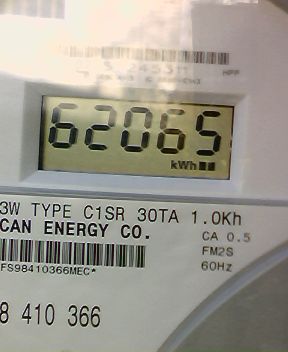 62065
kWh
3W TYPE C1SR 30TA 1.0Kh
CAN ENERGY CO.
CA 0.5
FM2S
60Hz
FS98410366MEC*
8 410 366